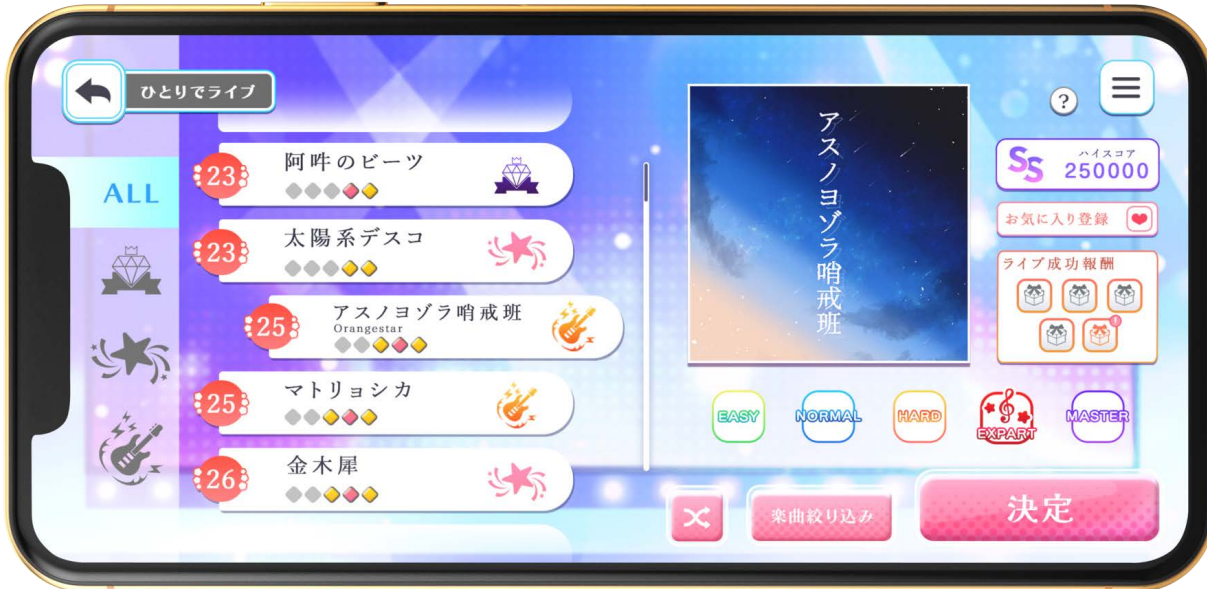 ひとりでライブ
ALL
23
阿吽のビーツ
23
太陽系デスコ
25
アスノヨゾラ哨戒班
Orangestar
25
マトリョシカ
26
金木犀
アスノヨゾラ哨戒班
?
SS
ハイスコア
250000
お気に入り登録
ライブ成功報酬
!
EASY
NORMAL
HARD
EXPART
MASTER
楽曲絞り込み
決定